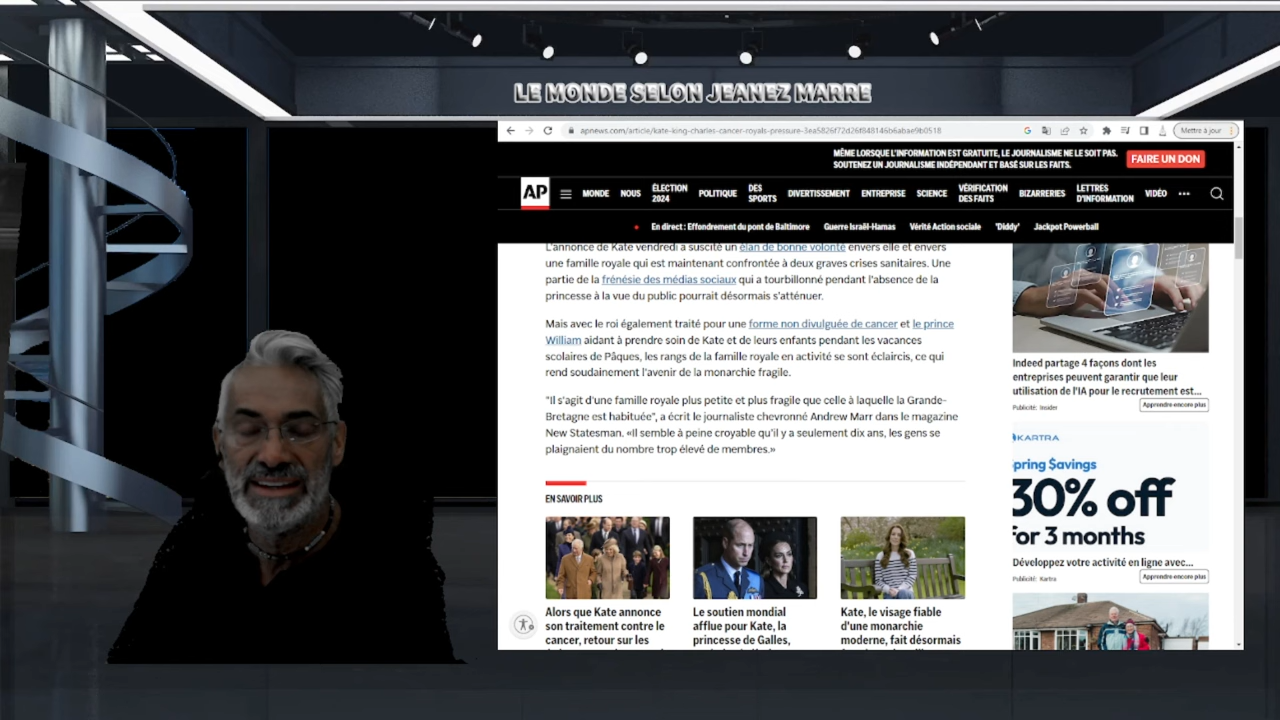 LE MONDE SELON JEANEZ MARRE
apnews.com/article/kate-king-charles-cancer-royals-pressure-3ea5826f72d26f848146b6abae9b0518
Mettre à jour
MÊME LORSQUE L'INFORMATION EST GRATUITE, LE JOURNALISME NE LE SOIT PAS.
SOUTENEZ UN JOURNALISME INDÉPENDANT ET BASÉ SUR LES FAITS.
FAIRE UN DON
AP
MONDE
NOUS
ÉLECTION
2024
POLITIQUE
DES
SPORTS
DIVERTISSEMENT
ENTREPRISE
SCIENCE
VÉRIFICATION
DES FAITS
BIZARRERIES
LETTRES
D'INFORMATION
VIDÉO
En direct : Effondrement du pont de Baltimore
Guerre Israël-Hamas
Vérité Action sociale
'Diddy'
Jackpot Powerball
L'annonce de Kate vendredi a suscité un élan de bonne volonté envers elle et envers
une famille royale qui est maintenant confrontée à deux graves crises sanitaires. Une
partie de la frénésie des médias sociaux qui a tourbillonné pendant l'absence de la
princesse à la vue du public pourrait désormais s'atténuer.
Mais avec le roi également traité pour une forme non divulguée de cancer et le prince
William aidant à prendre soin de Kate et de leurs enfants pendant les vacances
scolaires de Pâques, les rangs de la famille royale en activité se sont éclaircis, ce qui
rend soudainement l'avenir de la monarchie fragile.
"Il s'agit d'une famille royale plus petite et plus fragile que celle à laquelle la Grande-
Bretagne est habituée", a écrit le journaliste chevronné Andrew Marr dans le magazine
New Statesman. «Il semble à peine croyable qu'il y a seulement dix ans, les gens se
plaignaient du nombre trop élevé de membres.»
EN SAVOIR PLUS
Alors que Kate annonce
son traitement contre le
cancer, retour sur les
Le soutien mondial
afflue pour Kate, la
princesse de Galles,
Kate, le visage fiable
d'une monarchie
moderne, fait désormais
Indeed partage 4 façons dont les
entreprises peuvent garantir que leur
utilisation de l'IA pour le recrutement est...
Publicité: Insider
Apprendre encore plus
KARTRA
pring $avings
30% off
for 3 months
Développez votre activité en ligne avec...
Publicité: Kartra
Apprendre encore plus